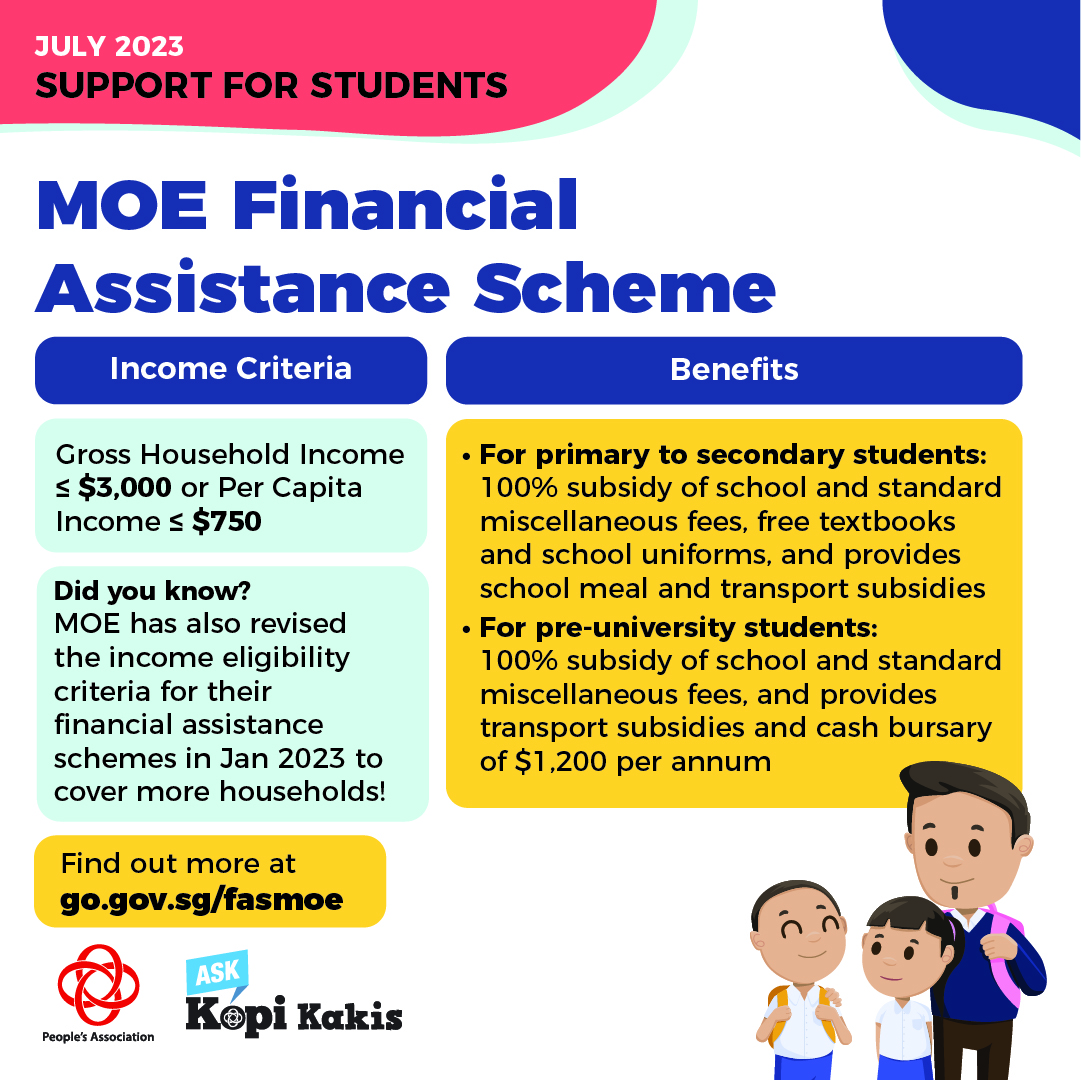 JULY 2023
SUPPORT FOR STUDENTS
MOE Financial
Assistance Scheme
Income Criteria
Gross Household Income
≤ $3,000 or Per Capita
Income ≤ $750
Did you know?
MOE has also revised
the income eligibility
criteria for their
financial assistance
schemes in Jan 2023 to
cover more households!
Find out more at
go.gov.sg/fasmoe
Benefits
• For primary to secondary students:
100% subsidy of school and standard
miscellaneous fees, free textbooks
and school uniforms, and provides
school meal and transport subsidies
• For pre-university students:
100% subsidy of school and standard
miscellaneous fees, and provides
transport subsidies and cash bursary
of $1,200 per annum
People's Association
ASK
Kopi Kakis